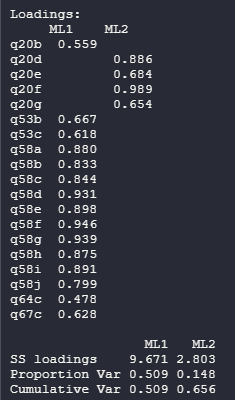 Loadings:
     ML1    ML2
q20b  0.559
q20d         0.886
q20e         0.684
q20f         0.989
q20g         0.654
q53b  0.667
q53c  0.618
q58a  0.880
q58b  0.833
q58c  0.844
q58d  0.931
q58e  0.898
q58f  0.946
q58g  0.939
q58h  0.875
q58i  0.891
q58j  0.799
q64c  0.478
q67c  0.628
                 ML1   ML2
SS loadings    9.671 2.803
Proportion Var 0.509 0.148
Cumulative Var 0.509 0.656